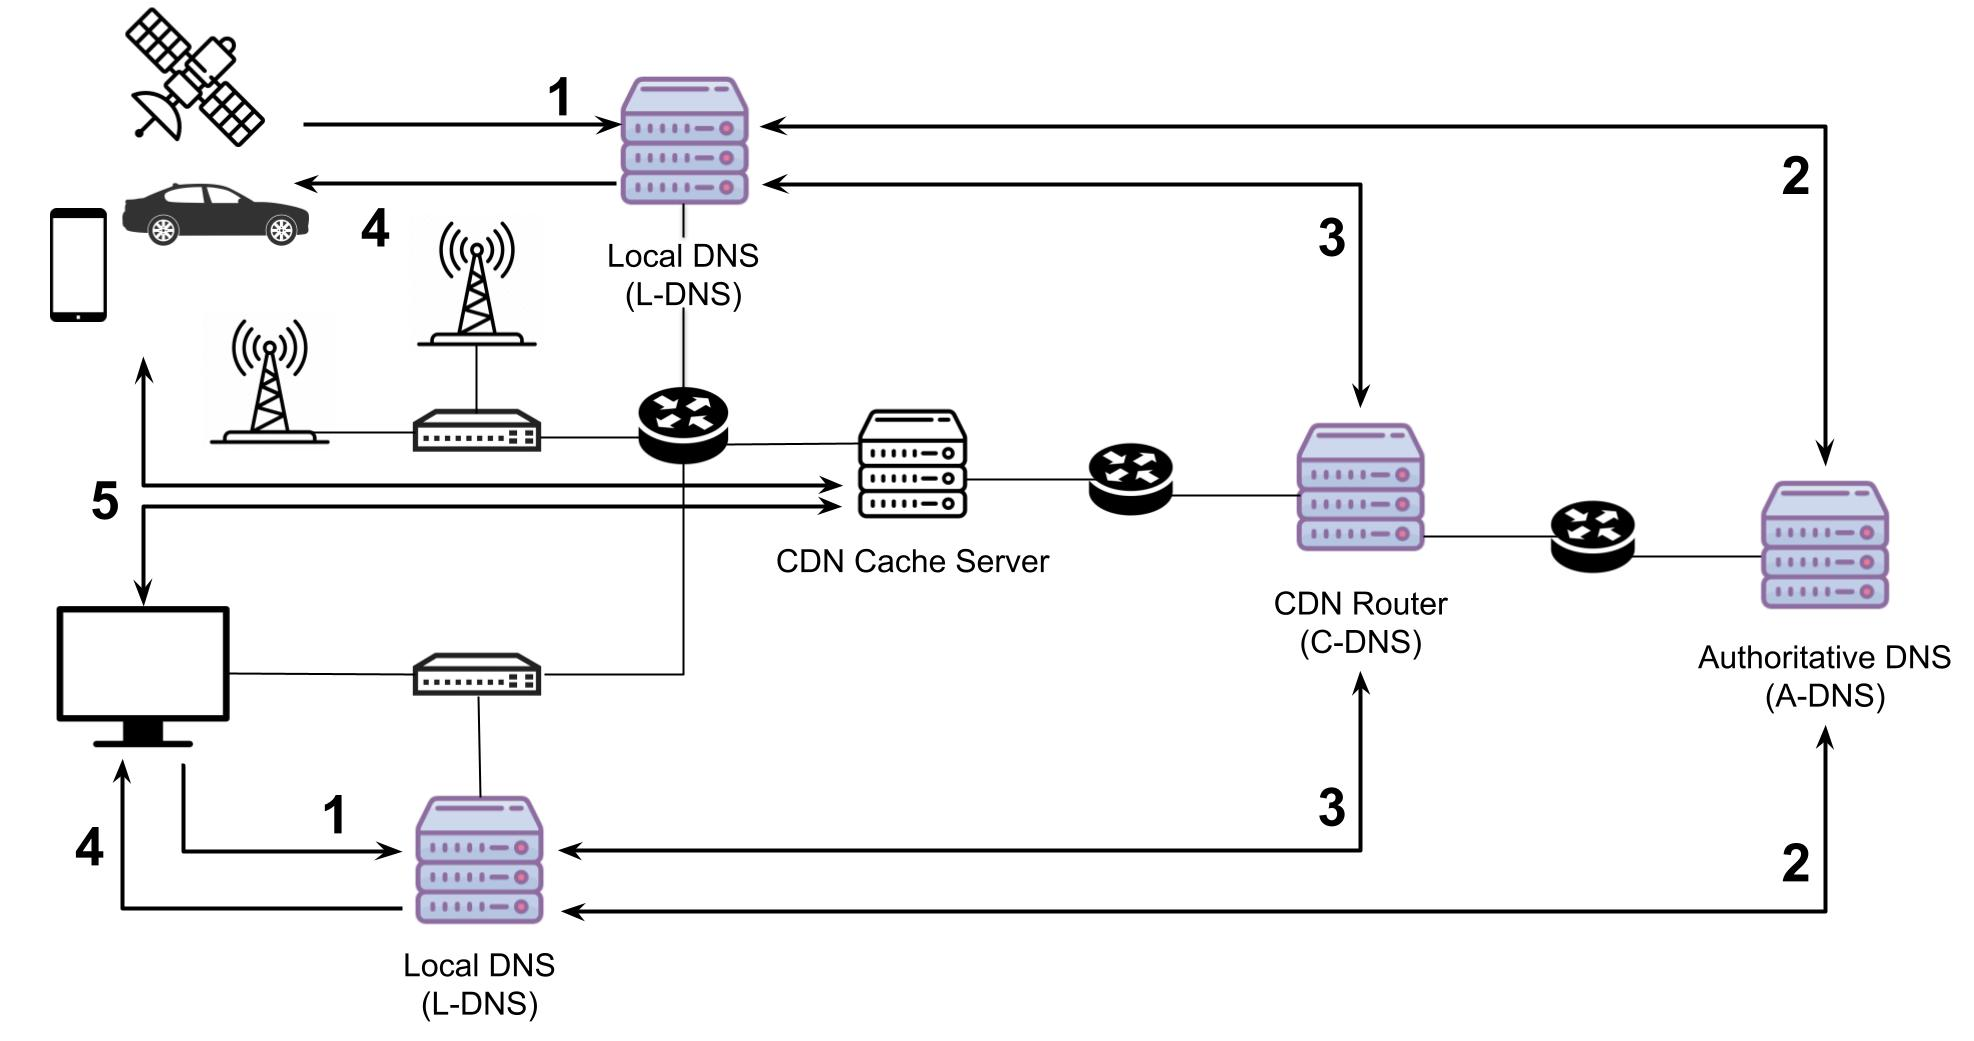 1
2
3
4
Local DNS
(L-DNS)
5
CDN Cache Server
CDN Router
(C-DNS)
Authoritative DNS
(A-DNS)
1
3
4
2
Local DNS
(L-DNS)